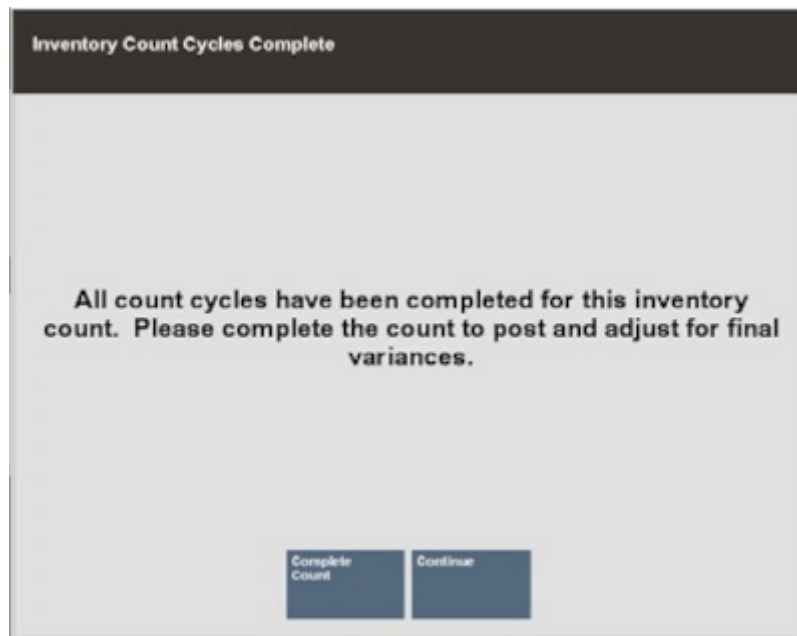 Inventory Count Cycles Complete
All count cycles have been completed for this inventory
count.  Please complete the count to post and adjust for final
variances.
Complete
Count
Continue